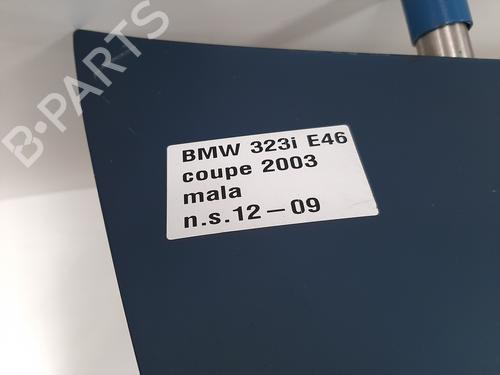 B-PARTS
BMW 323i E46
coupe 2003
mala
n.s.12-09